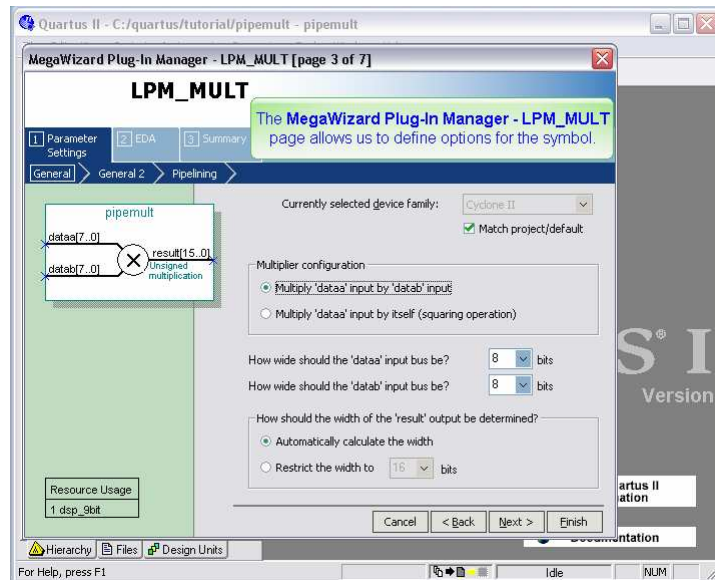 Quartus II - C:/quartus/tutorial/pipemult - pipemult
MegaWizard Plug-In Manager - LPM_MULT [page 3 of 7]
LPM_MULT
The MegaWizard Plug-In Manager - LPM_MULT
page allows us to define options for the symbol.
1 Parameter Settings
2 EDA
3 Summary
General
General 2
Pipelining
pipemult
dataa[7..0]
datab[7..0]
result[15..0]
Unsigned
multiplication
Currently selected device family:
Cyclone II
Match project/default
Multiplier configuration
Multiply 'dataa' input by 'datab' input
Multiply 'dataa' input by itself (squaring operation)
How wide should the 'dataa' input bus be? 8 bits
How wide should the 'datab' input bus be? 8 bits
How should the width of the 'result' output be determined?
Automatically calculate the width
Restrict the width to 16 bits
Resource Usage
1 dsp_9bit
Cancel
< Back
Next >
Finish
S® I
Version
Hierarchy
Files
Design Units
For Help, press F1
Idle
NUM